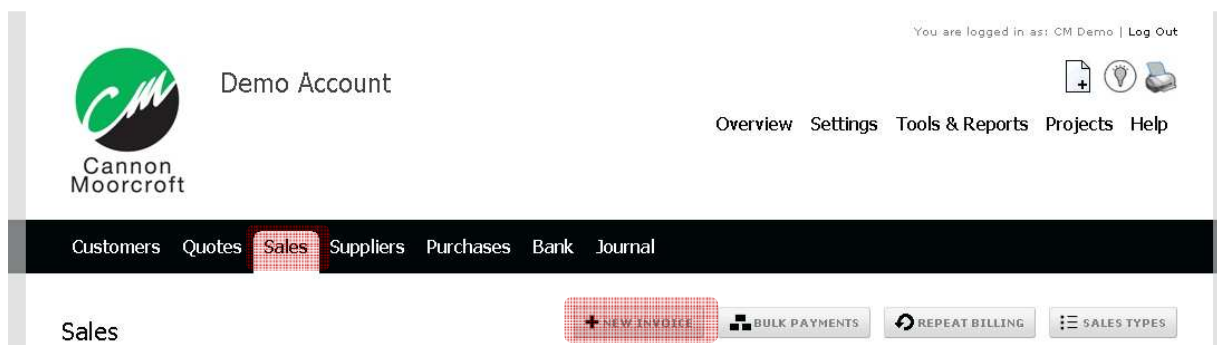 You are logged in as: CM Demo | Log Out
CM
Demo Account
Overview Settings Tools & Reports Projects Help
Cannon
Moorcroft
Customers Quotes Sales Suppliers Purchases Bank Journal
Sales
NEW INVOICE BULK PAYMENTS REPEAT BILLING SALES TYPES